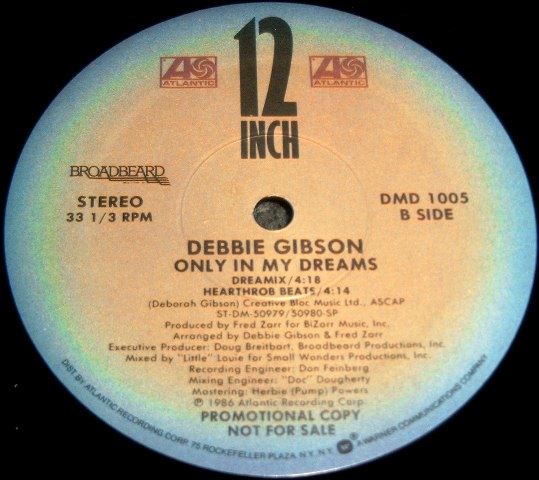 12
INCH
ATLANTIC
ATLANTIC
BROADBEARD
STEREO
33 1/3 RPM
DMD 1005
B SIDE
DEBBIE GIBSON
ONLY IN MY DREAMS
DREAMIX/4:18
HEARTHROB BEATS/4:14
(Deborah Gibson) Creative Bloc Music Ltd., ASCAP
ST-DM-50979/50980-SP
Produced by Fred Zarr for BiZarr Music, Inc.
Arranged by Debbie Gibson & Fred Zarr
Executive Producer: Doug Breitbart, Broadbeard Productions, Inc.
Mixed by "Little" Louie for Small Wonders Productions, Inc.
Recording Engineer: Don Feinberg
Mixing Engineer: "Doc" Dougherty
Mastering: Herbie (Pump) Powers
℗ 1986 Atlantic Recording Corp.
PROMOTIONAL COPY
NOT FOR SALE
DIST. BY ATLANTIC RECORDING CORP. 75 ROCKEFELLER PLAZA, N.Y., N.Y. A WARNER COMMUNICATIONS COMPANY